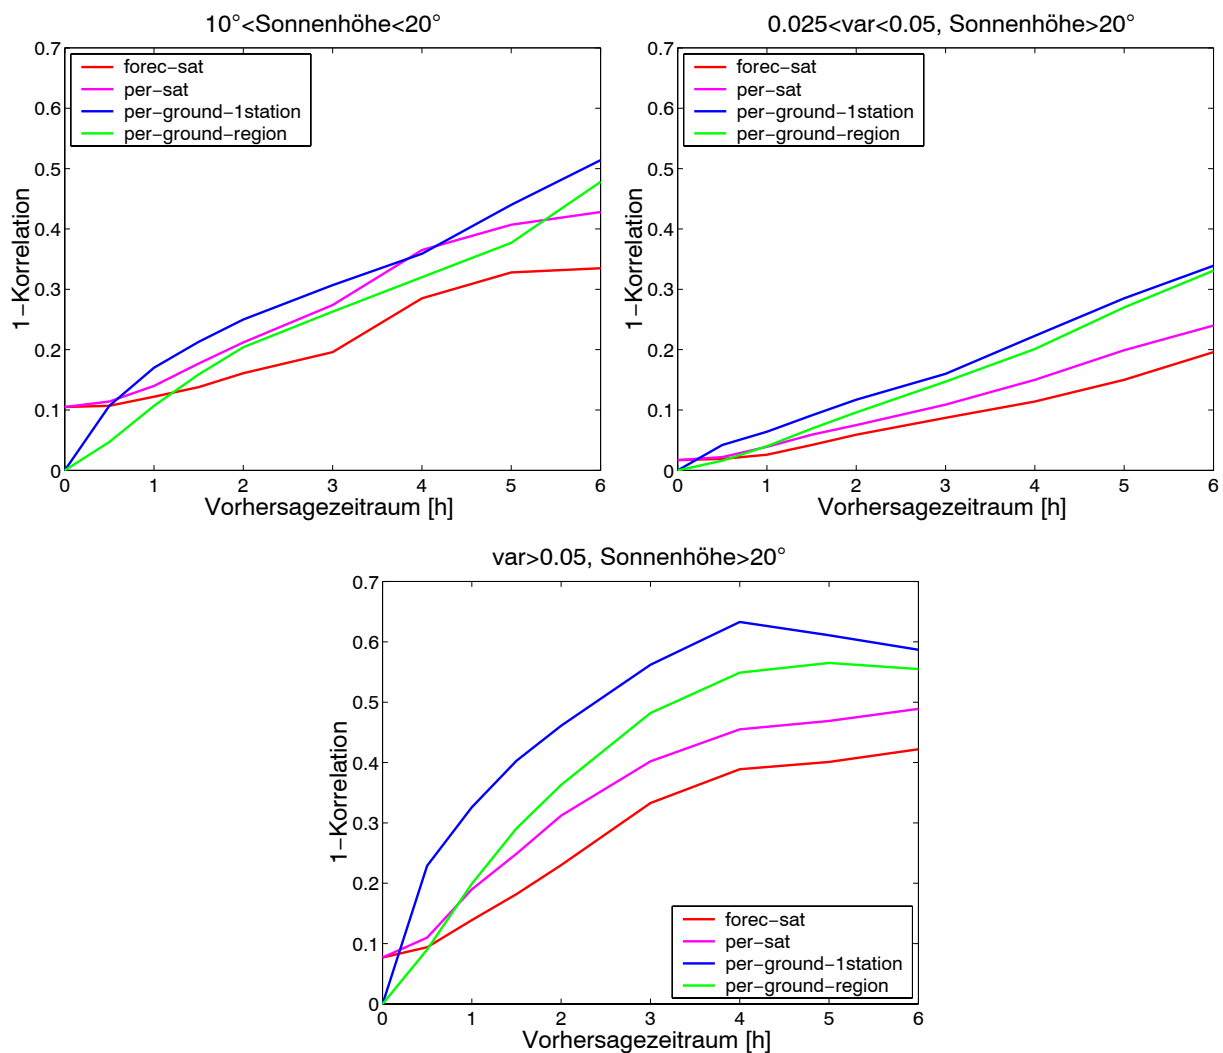 10°<Sonnenhöhe<20°
0.7
0.6
0.5
0.4
0.3
0.2
0.1
0
1−Korrelation
forec−sat
per−sat
per−ground−1station
per−ground−region
0 1 2 3 4 5 6
Vorhersagezeitraum [h]
0.025<var<0.05, Sonnenhöhe>20°
0.7
0.6
0.5
0.4
0.3
0.2
0.1
0
1−Korrelation
forec−sat
per−sat
per−ground−1station
per−ground−region
0 1 2 3 4 5 6
Vorhersagezeitraum [h]
var>0.05, Sonnenhöhe>20°
0.7
0.6
0.5
0.4
0.3
0.2
0.1
0
1−Korrelation
forec−sat
per−sat
per−ground−1station
per−ground−region
0 1 2 3 4 5 6
Vorhersagezeitraum [h]